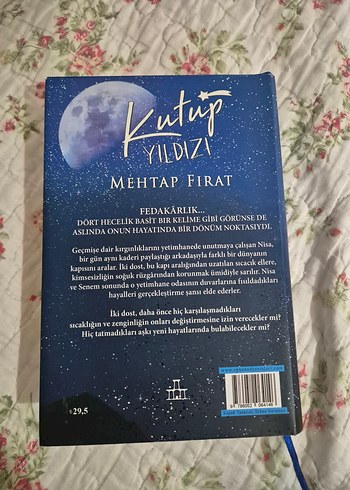 Kutup
YILDIZI
MEHTAP FIRAT
FEDAKÂRLIK...
DÖRT HECELİK BASİT BİR KELİME GİBİ GÖRÜNSE DE
ASLINDA ONUN HAYATINDA BİR DÖNÜM NOKTASIYDI.
Geçmişe dair kırgınlıklarını yetimhanede unutmaya çalışan Nisa,
bir gün aynı kaderi paylaştığı arkadaşıyla farklı bir dünyanın
kapısını aralar. İki dost, bu kapı aralığından uzatılan sıcacık ellere,
kimsesizliğin soğuk rüzgârından korunmak ümidiyle sarılır. Nisa
ve Senem sonunda o yetimhane odasının duvarlarına fısıldadıkları
hayalleri gerçekleştirme şansı elde ederler.
İki dost, daha önce hiç karşılaşmadıkları
sıcaklığın ve zenginliğin onları değiştirmesine izin verecekler mi?
Hiç tatmadıkları aşkı yeni hayatlarında bulabilecekler mi?
₺29,5